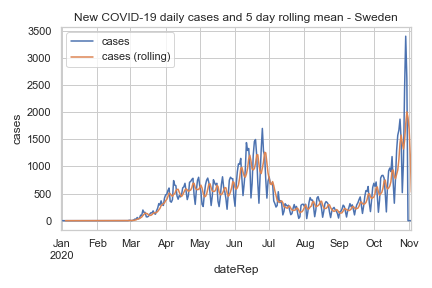 New COVID-19 daily cases and 5 day rolling mean - Sweden
cases
cases (rolling)
3500
3000
2500
2000
1500
1000
500
0
cases
Jan Feb Mar Apr May Jun Jul Aug Sep Oct Nov
2020
dateRep